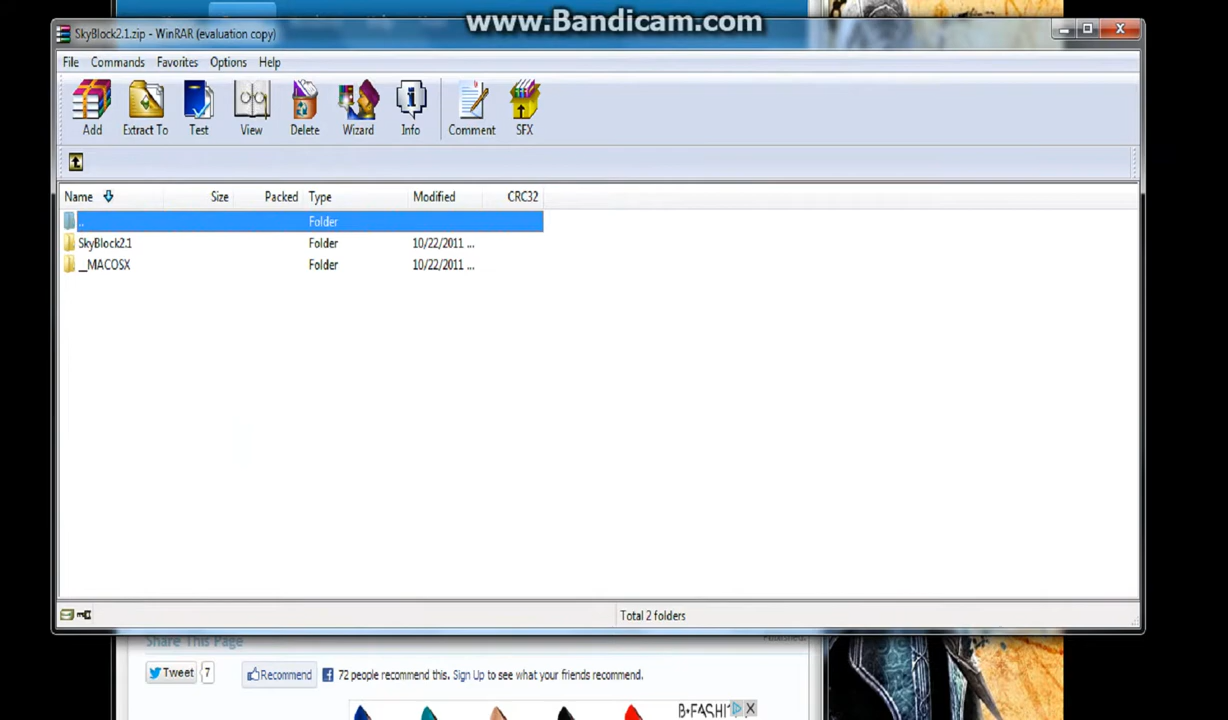 www.Bandicam.com
SkyBlock2.1.zip - WinRAR (evaluation copy)
File Commands Favorites Options Help
Add Extract To Test View Delete Wizard Info Comment SFX
Name Size Packed Type Modified CRC32
.. Folder
SkyBlock2.1 Folder 10/22/2011 ...
__MACOSX Folder 10/22/2011 ...
Total 2 folders
Share This Page
Tweet 7 Recommend 72 people recommend this. Sign Up to see what your friends recommend.